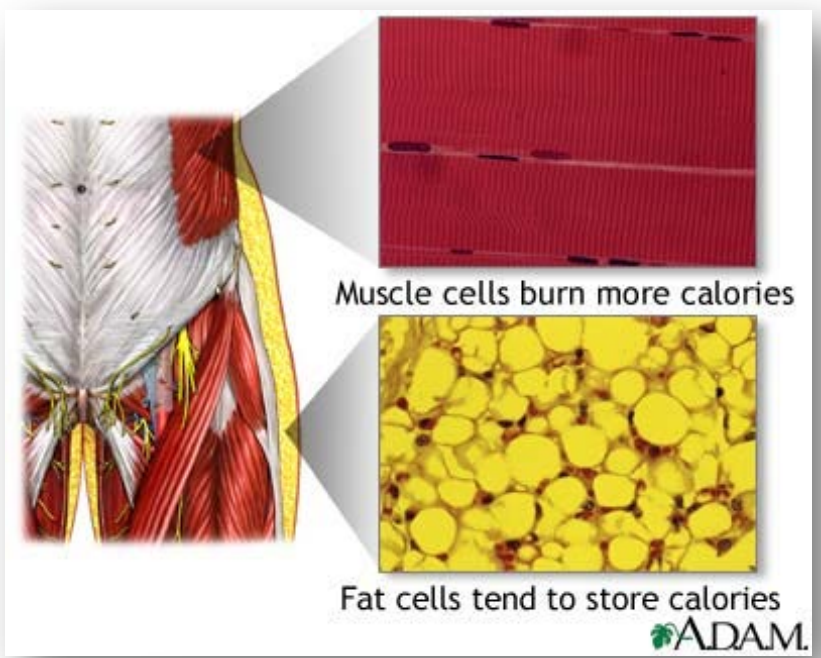 Muscle cells burn more calories
Fat cells tend to store calories
A.D.A.M.